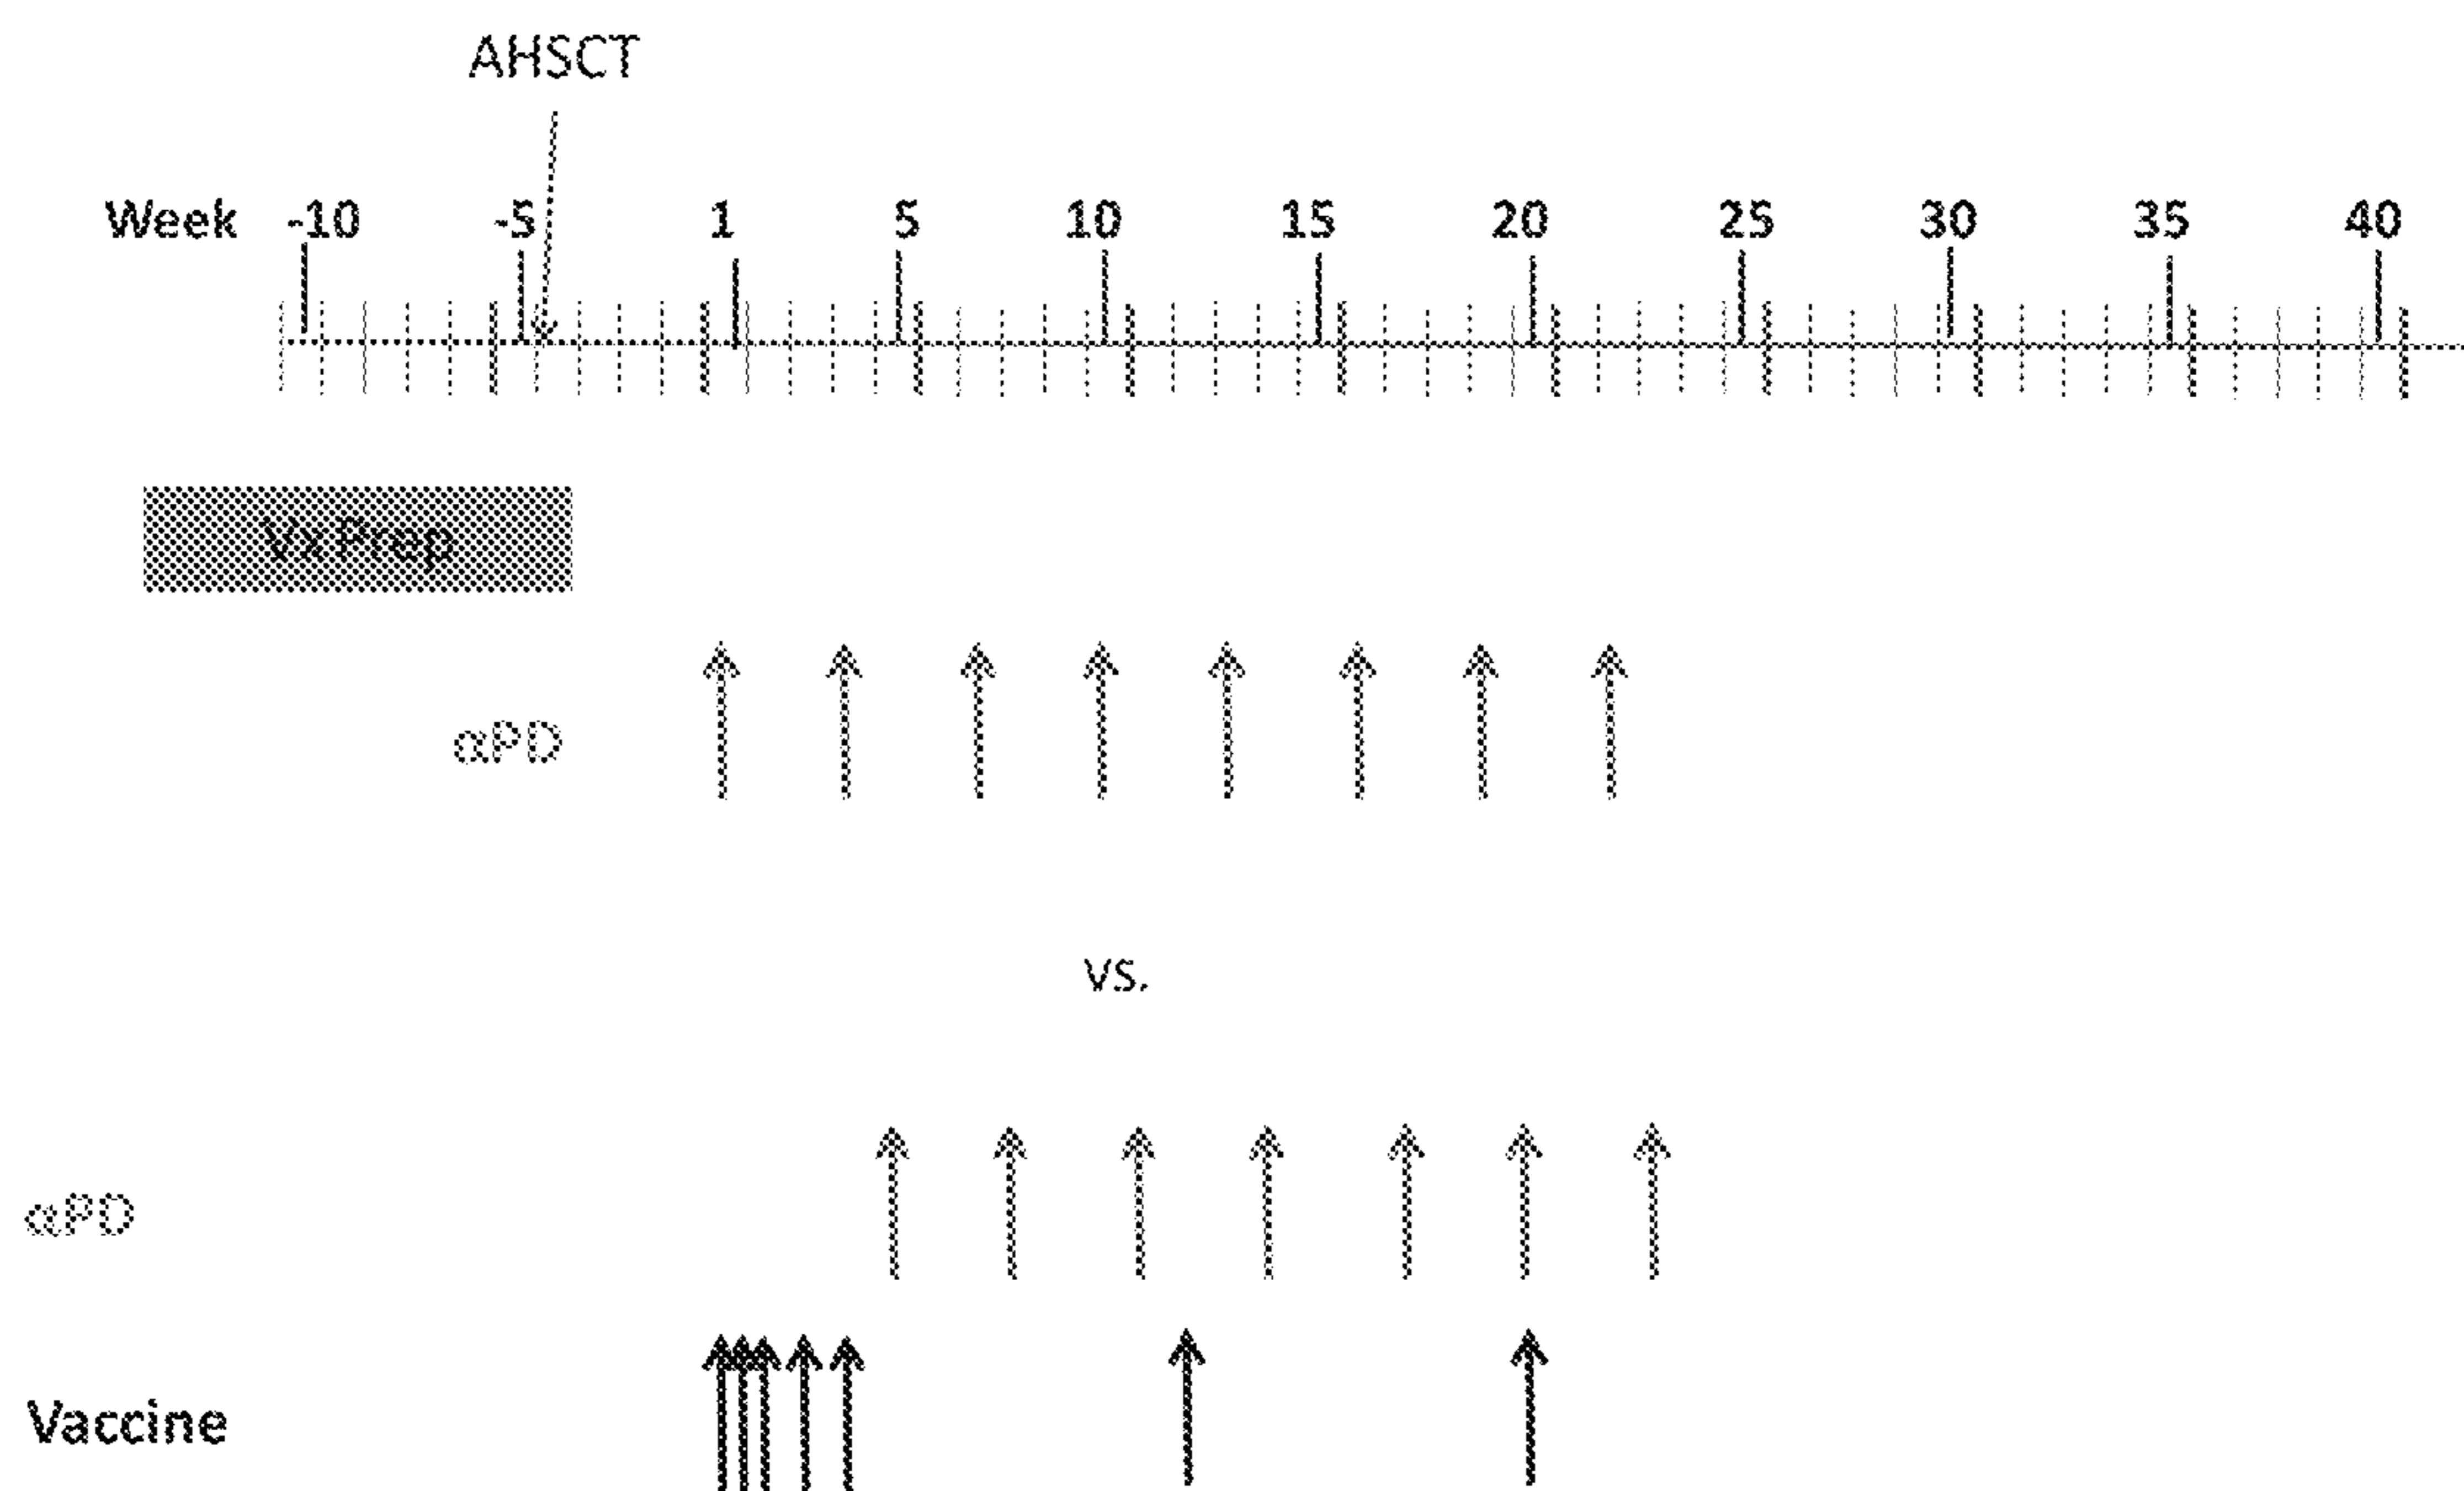 AHSCT
Week -10 -5 1 5 10 15 20 25 30 35 40
Vx Prep
αPD
vs.
αPD
Vaccine